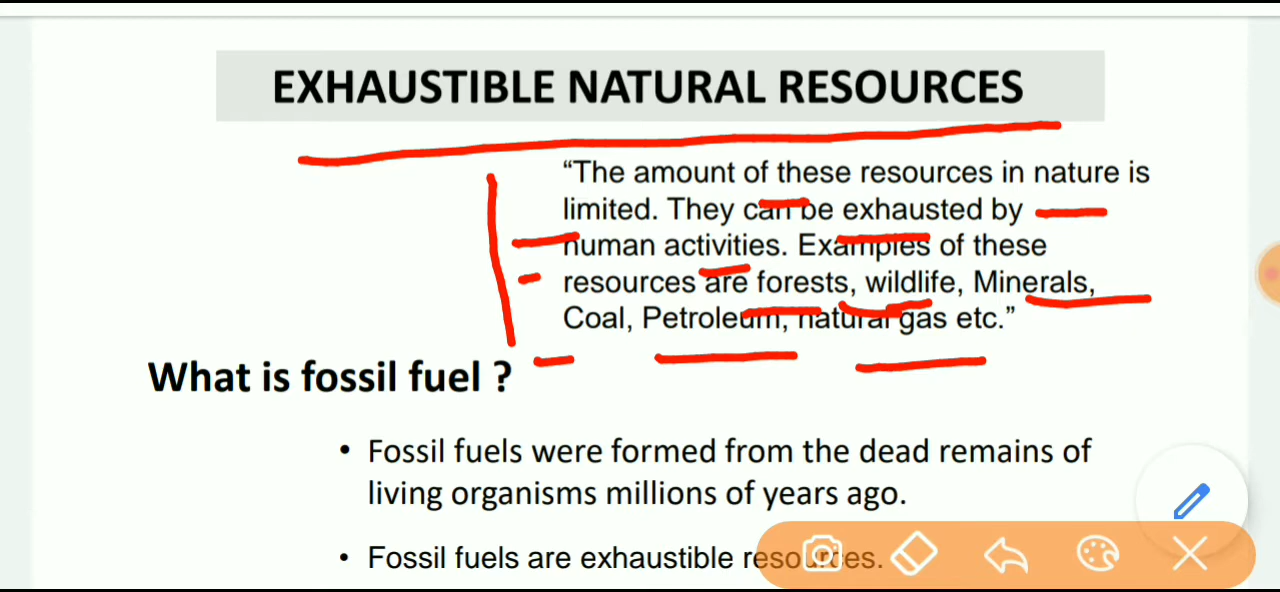 EXHAUSTIBLE NATURAL RESOURCES
“The amount of these resources in nature is
limited. They can be exhausted by
human activities. Examples of these
resources are forests, wildlife, Minerals,
Coal, Petroleum, natural gas etc.”
What is fossil fuel ?
• Fossil fuels were formed from the dead remains of
living organisms millions of years ago.
• Fossil fuels are exhaustible resources.